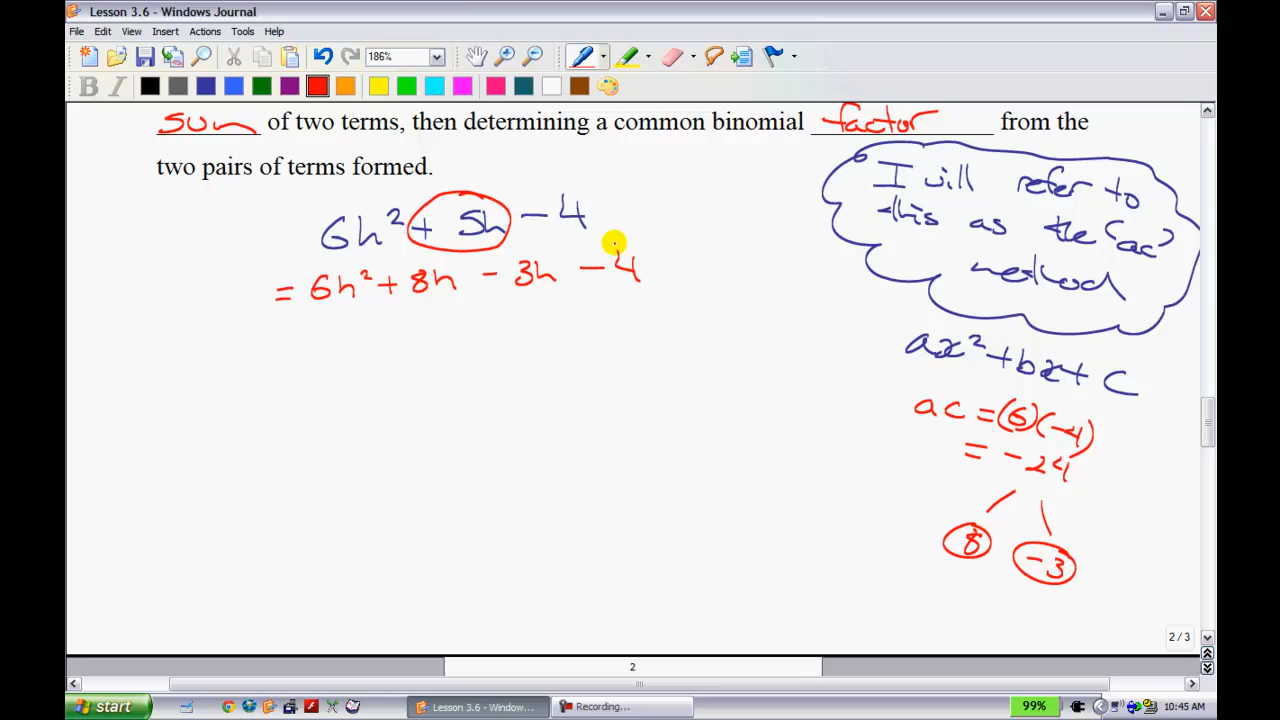 Lesson 3.6 - Windows Journal
File Edit View Insert Actions Tools Help
186%
B I
sum of two terms, then determining a common binomial factor from the
two pairs of terms formed.
6h² + 5h - 4
= 6h² + 8h - 3h - 4
I will refer to
this as the "ac"
method
ax² + bx + c
ac = (6)(-4)
= -24
8 -3
2/3
2
start
Lesson 3.6 - Window...
Recording...
99%
10:45 AM